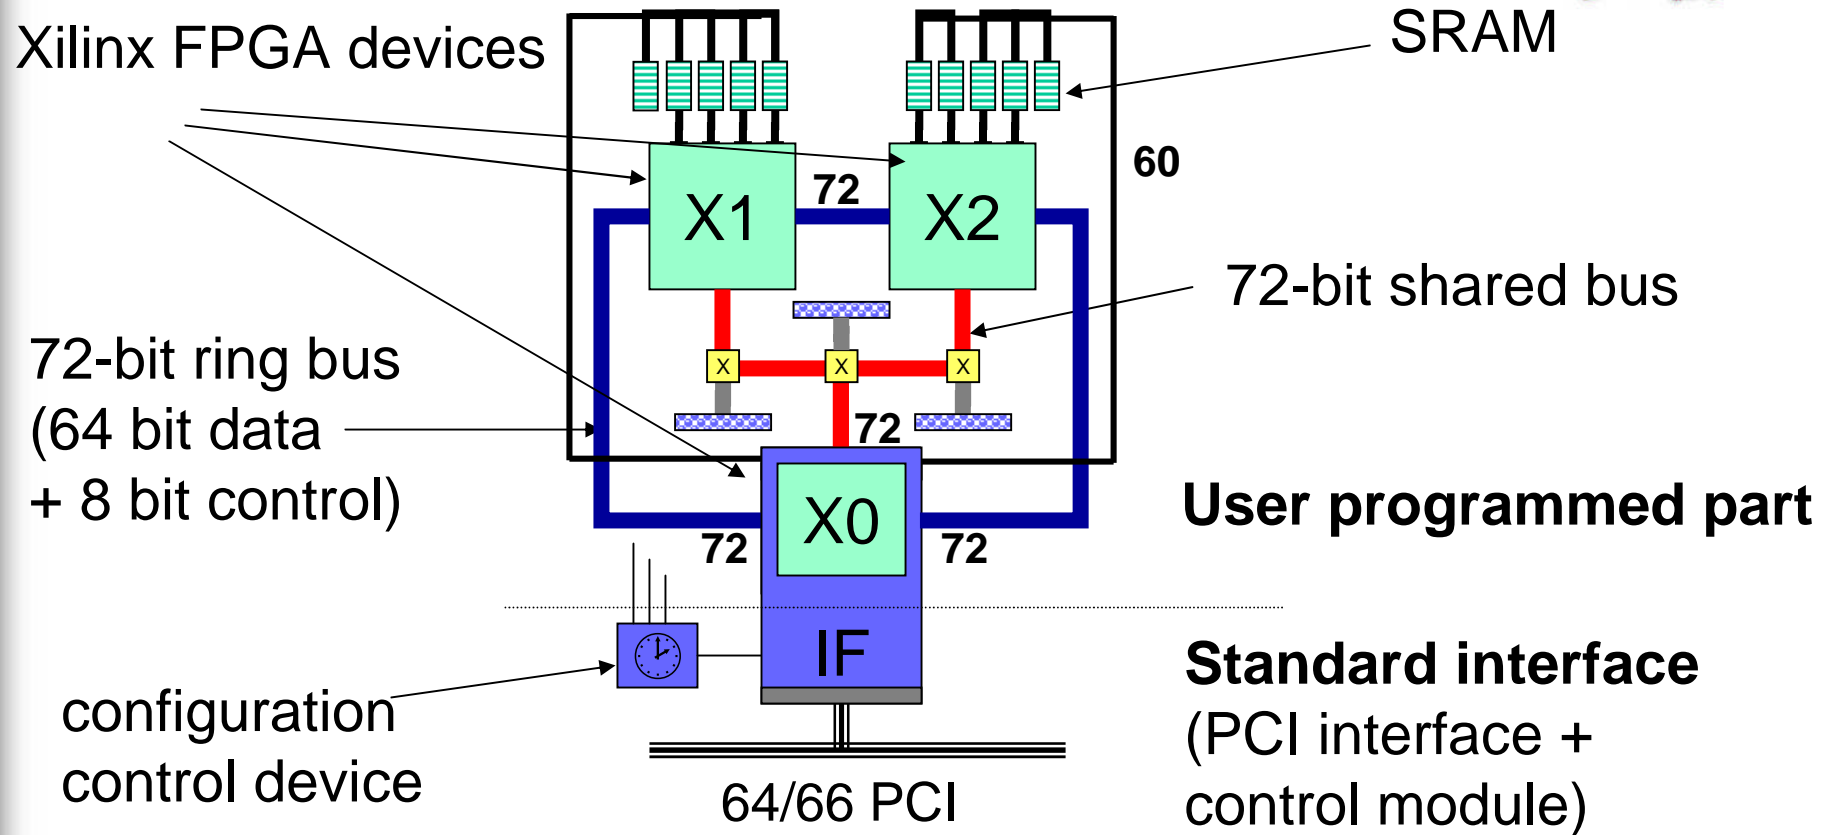 Xilinx FPGA devices
SRAM
60
X1
72
X2
72-bit shared bus
72-bit ring bus
(64 bit data
+ 8 bit control)
X
X
X
72
X0
User programmed part
72
72
IF
Standard interface
(PCI interface +
control module)
configuration
control device
64/66 PCI